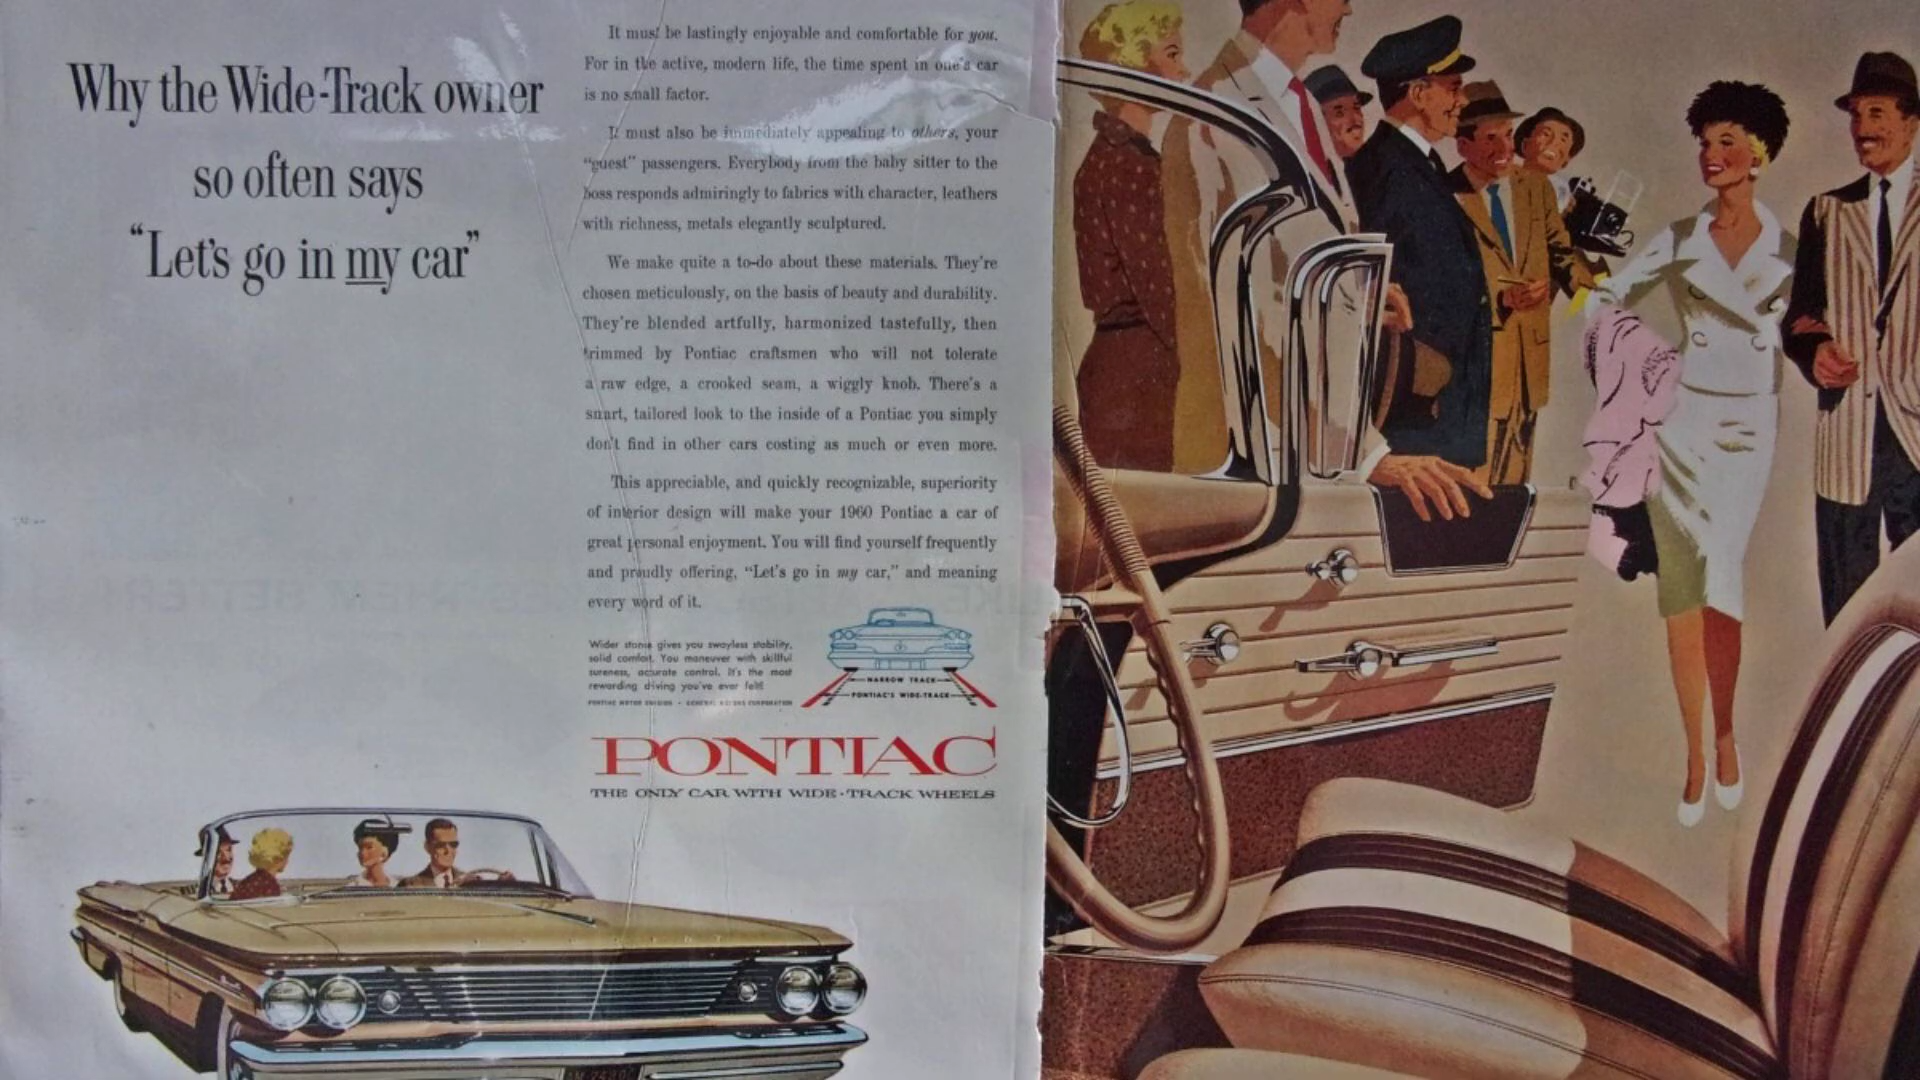 Why the Wide-Track owner
so often says
“Let's go in my car”
It must be lastingly enjoyable and comfortable for you.
For in the active, modern life, the time spent in one's car
is no small factor.
It must also be immediately appealing to others, your
“guest” passengers. Everybody from the baby sitter to the
boss responds admiringly to fabrics with character, leathers
with richness, metals elegantly sculptured.
We make quite a to-do about these materials. They're
chosen meticulously, on the basis of beauty and durability.
They're blended artfully, harmonized tastefully, then
trimmed by Pontiac craftsmen who will not tolerate
a raw edge, a crooked seam, a wiggly knob. There's a
smart, tailored look to the inside of a Pontiac you simply
don't find in other cars costing as much or even more.
This appreciable, and quickly recognizable, superiority
of interior design will make your 1960 Pontiac a car of
great personal enjoyment. You will find yourself frequently
and proudly offering, “Let's go in my car,” and meaning
every word of it.
Wider stance gives you swayless stability,
solid comfort. You maneuver with skillful
sureness, accurate control. It's the most
rewarding driving you've ever felt!
PONTIAC MOTOR DIVISION • GENERAL MOTORS CORPORATION
NARROW TRACK
PONTIAC'S WIDE-TRACK
PONTIAC
THE ONLY CAR WITH WIDE-TRACK WHEELS